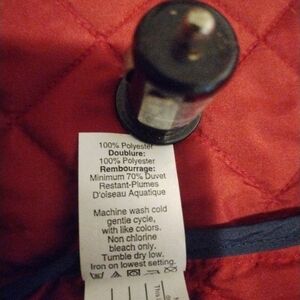 100% Polyester
Doublure:
100% Polyester
Rembourrage:
Minimum 70% Duvet
Restant-Plumes
D'oiseau Aquatique
Machine wash cold
gentle cycle,
with like colors.
Non chlorine
bleach only.
Tumble dry low.
Iron on lowest setting.